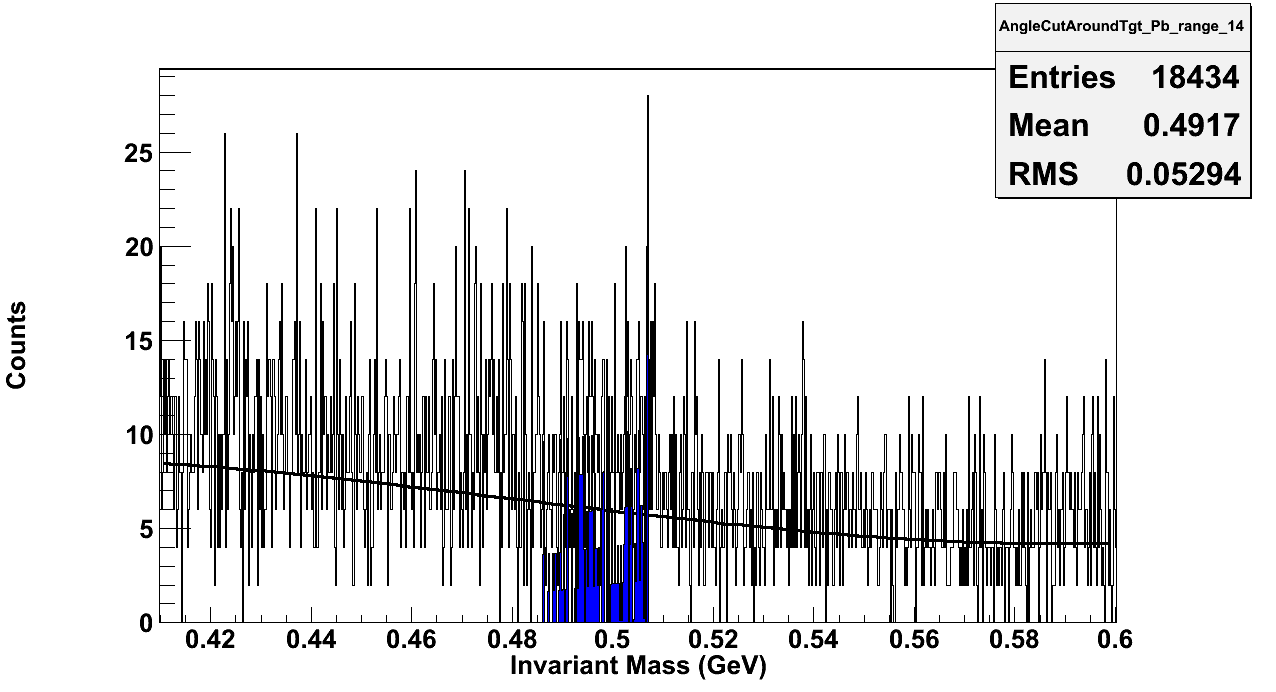 AngleCutAroundTgt_Pb_range_14
Entries 18434
Mean 0.4917
RMS 0.05294
Counts
25
20
15
10
5
0
0.42 0.44 0.46 0.48 0.5 0.52 0.54 0.56 0.58 0.6
Invariant Mass (GeV)